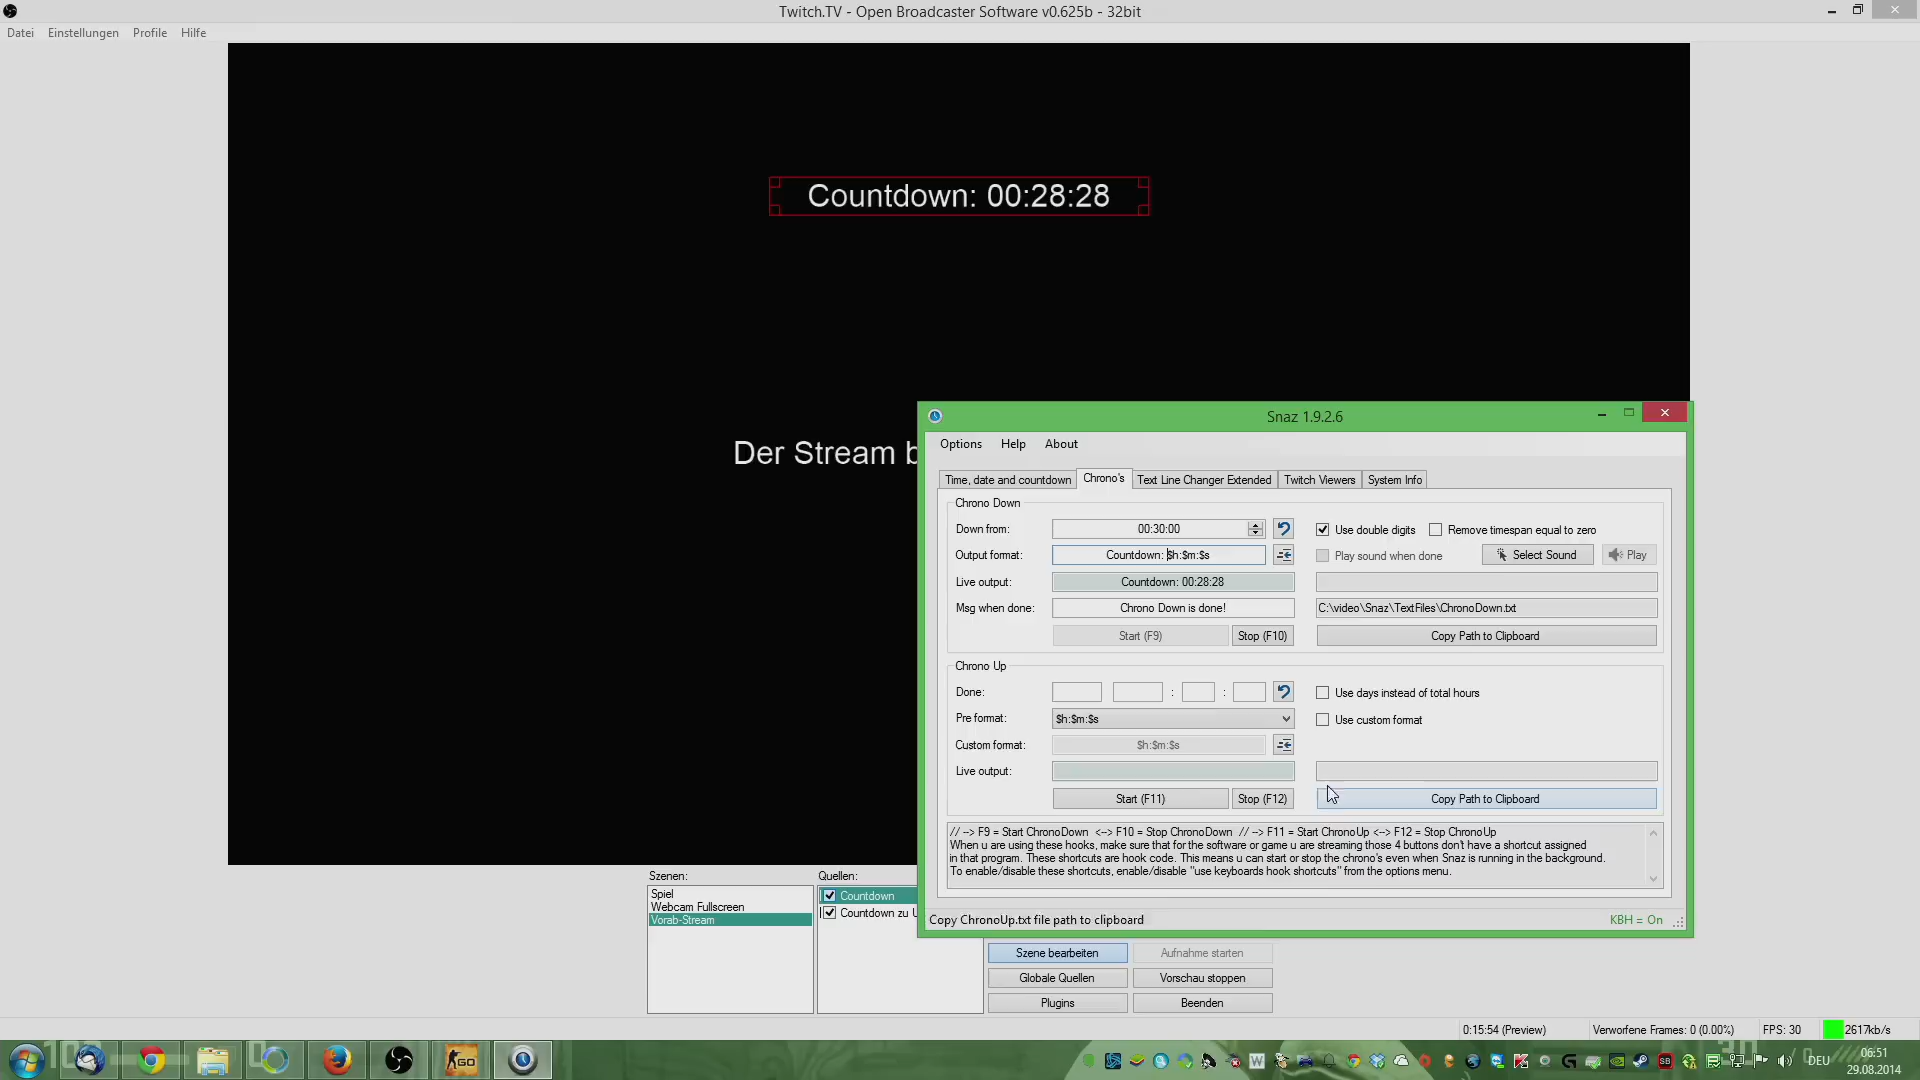 Twitch.TV - Open Broadcaster Software v0.625b - 32bit
Datei Einstellungen Profile Hilfe
Countdown: 00:28:28
Der Stream b
Snaz 1.9.2.6
Options Help About
Time, date and countdown Chrono's Text Line Changer Extended Twitch Viewers System Info
Chrono Down
Down from: 00:30:00 Use double digits Remove timespan equal to zero
Output format: Countdown: $h:$m:$s Play sound when done Select Sound Play
Live output: Countdown: 00:28:28
Msg when done: Chrono Down is done! C:\video\Snaz\TextFiles\ChronoDown.txt
Start (F9) Stop (F10) Copy Path to Clipboard
Chrono Up
Done: : : Use days instead of total hours
Pre format: $h:$m:$s Use custom format
Custom format: $h:$m:$s
Live output:
Start (F11) Stop (F12) Copy Path to Clipboard
// --> F9 = Start ChronoDown <--> F10 = Stop ChronoDown // --> F11 = Start ChronoUp <--> F12 = Stop ChronoUp
When u are using these hooks, make sure that for the software or game u are streaming those 4 buttons don't have a shortcut assigned
in that program. These shortcuts are hook code. This means u can start or stop the chrono's even when Snaz is running in the background.
To enable/disable these shortcuts, enable/disable "use keyboards hook shortcuts" from the options menu.
Copy ChronoUp.txt file path to clipboard KBH = On
Szenen: Quellen:
Spiel
Webcam Fullscreen
Vorab-Stream
Countdown
Countdown zu U
Szene bearbeiten Aufnahme starten
Globale Quellen Vorschau stoppen
Plugins Beenden
0:15:54 (Preview) Verworfene Frames: 0 (0.00%) FPS: 30 2617kb/s
GO
DEU
06:51
29.08.2014